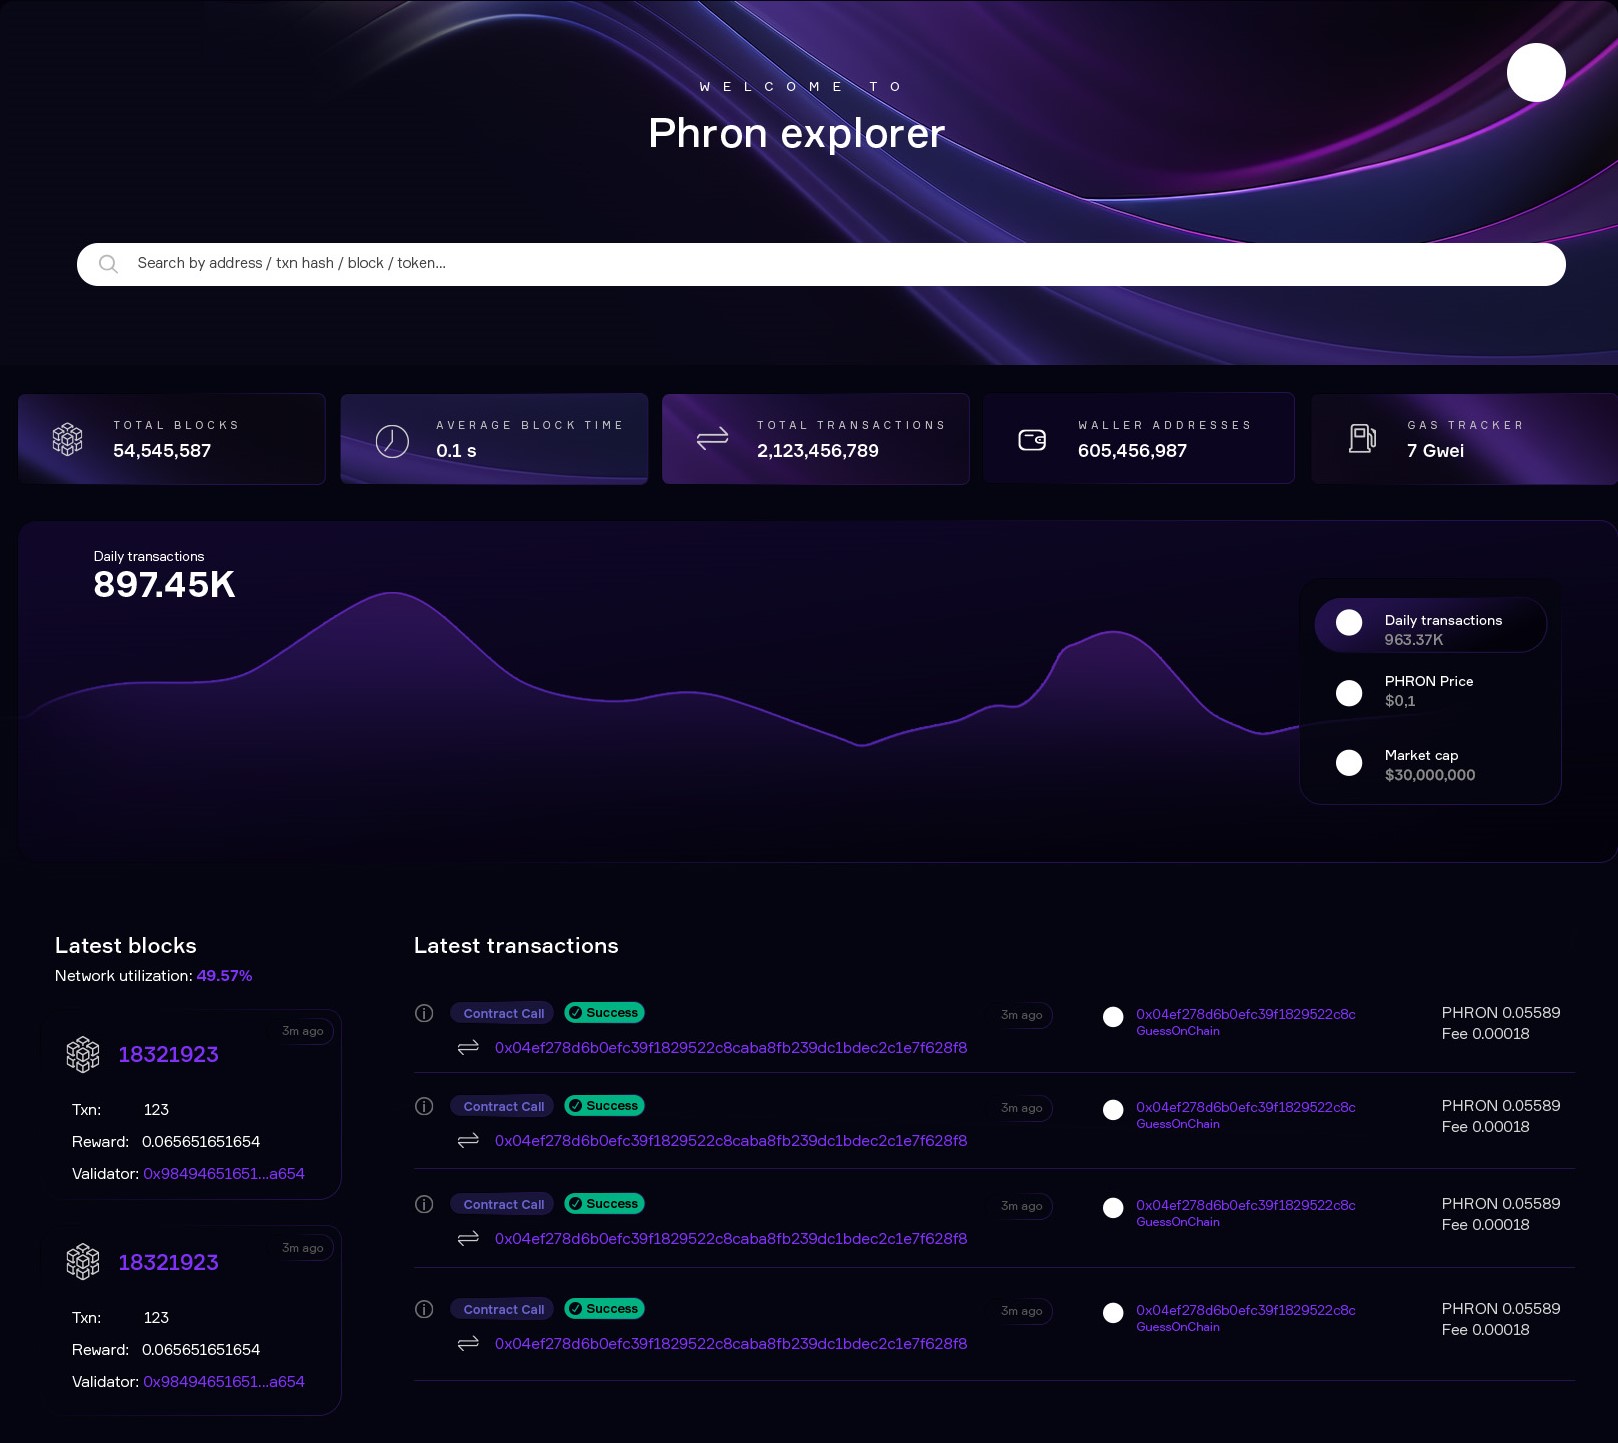 WELCOME TO
Phron explorer
Search by address / txn hash / block / token...
TOTAL BLOCKS
54,545,587
AVERAGE BLOCK TIME
0.1 s
TOTAL TRANSACTIONS
2,123,456,789
WALLER ADDRESSES
605,456,987
GAS TRACKER
7 Gwei
Daily transactions
897.45K
Daily transactions
963.37K
PHRON Price
$0,1
Market cap
$30,000,000
Latest blocks
Network utilization: 49.57%
3m ago
18321923
Txn: 123
Reward: 0.065651651654
Validator: 0x98494651651...a654
3m ago
18321923
Txn: 123
Reward: 0.065651651654
Validator: 0x98494651651...a654
Latest transactions
Contract Call Success
0x04ef278d6b0efc39f1829522c8caba8fb239dc1bdec2c1e7f628f8
3m ago
0x04ef278d6b0efc39f1829522c8c
GuessOnChain
PHRON 0.05589
Fee 0.00018
Contract Call Success
0x04ef278d6b0efc39f1829522c8caba8fb239dc1bdec2c1e7f628f8
3m ago
0x04ef278d6b0efc39f1829522c8c
GuessOnChain
PHRON 0.05589
Fee 0.00018
Contract Call Success
0x04ef278d6b0efc39f1829522c8caba8fb239dc1bdec2c1e7f628f8
3m ago
0x04ef278d6b0efc39f1829522c8c
GuessOnChain
PHRON 0.05589
Fee 0.00018
Contract Call Success
0x04ef278d6b0efc39f1829522c8caba8fb239dc1bdec2c1e7f628f8
3m ago
0x04ef278d6b0efc39f1829522c8c
GuessOnChain
PHRON 0.05589
Fee 0.00018